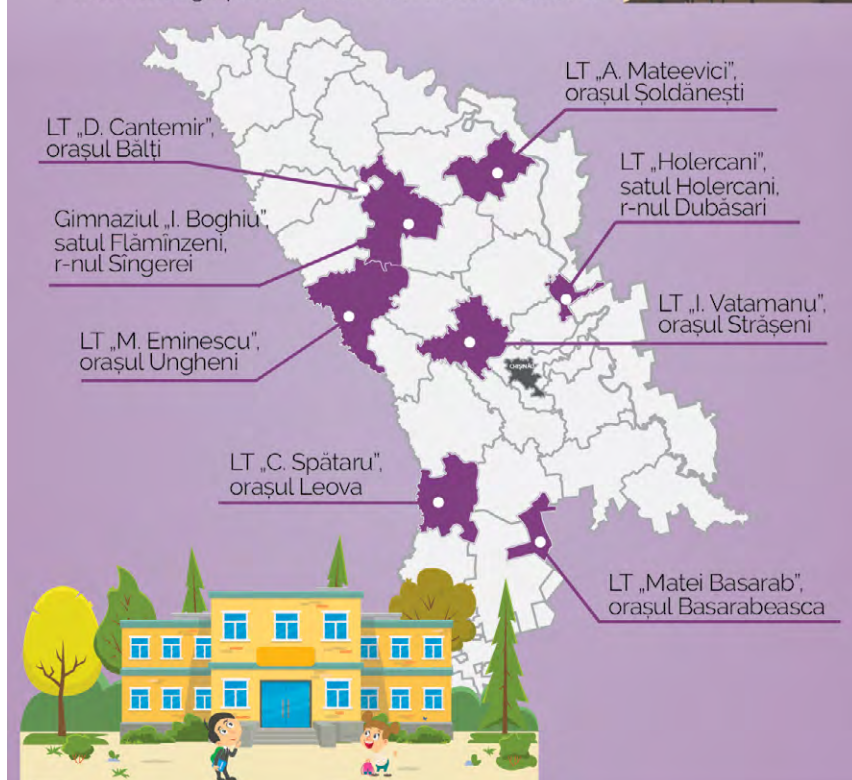 LT „A. Mateevici”,
orașul Șoldănești
LT „D. Cantemir”,
orașul Bălți
LT „Holercani”,
satul Holercani,
r-nul Dubăsari
Gimnaziul „I. Boghiu”,
satul Flămînzeni,
r-nul Sîngerei
LT „I. Vatamanu”,
orașul Strășeni
LT „M. Eminescu”,
orașul Ungheni
CHIȘINĂU
LT „C. Spătaru”,
orașul Leova
LT „Matei Basarab”,
orașul Basarabeasca